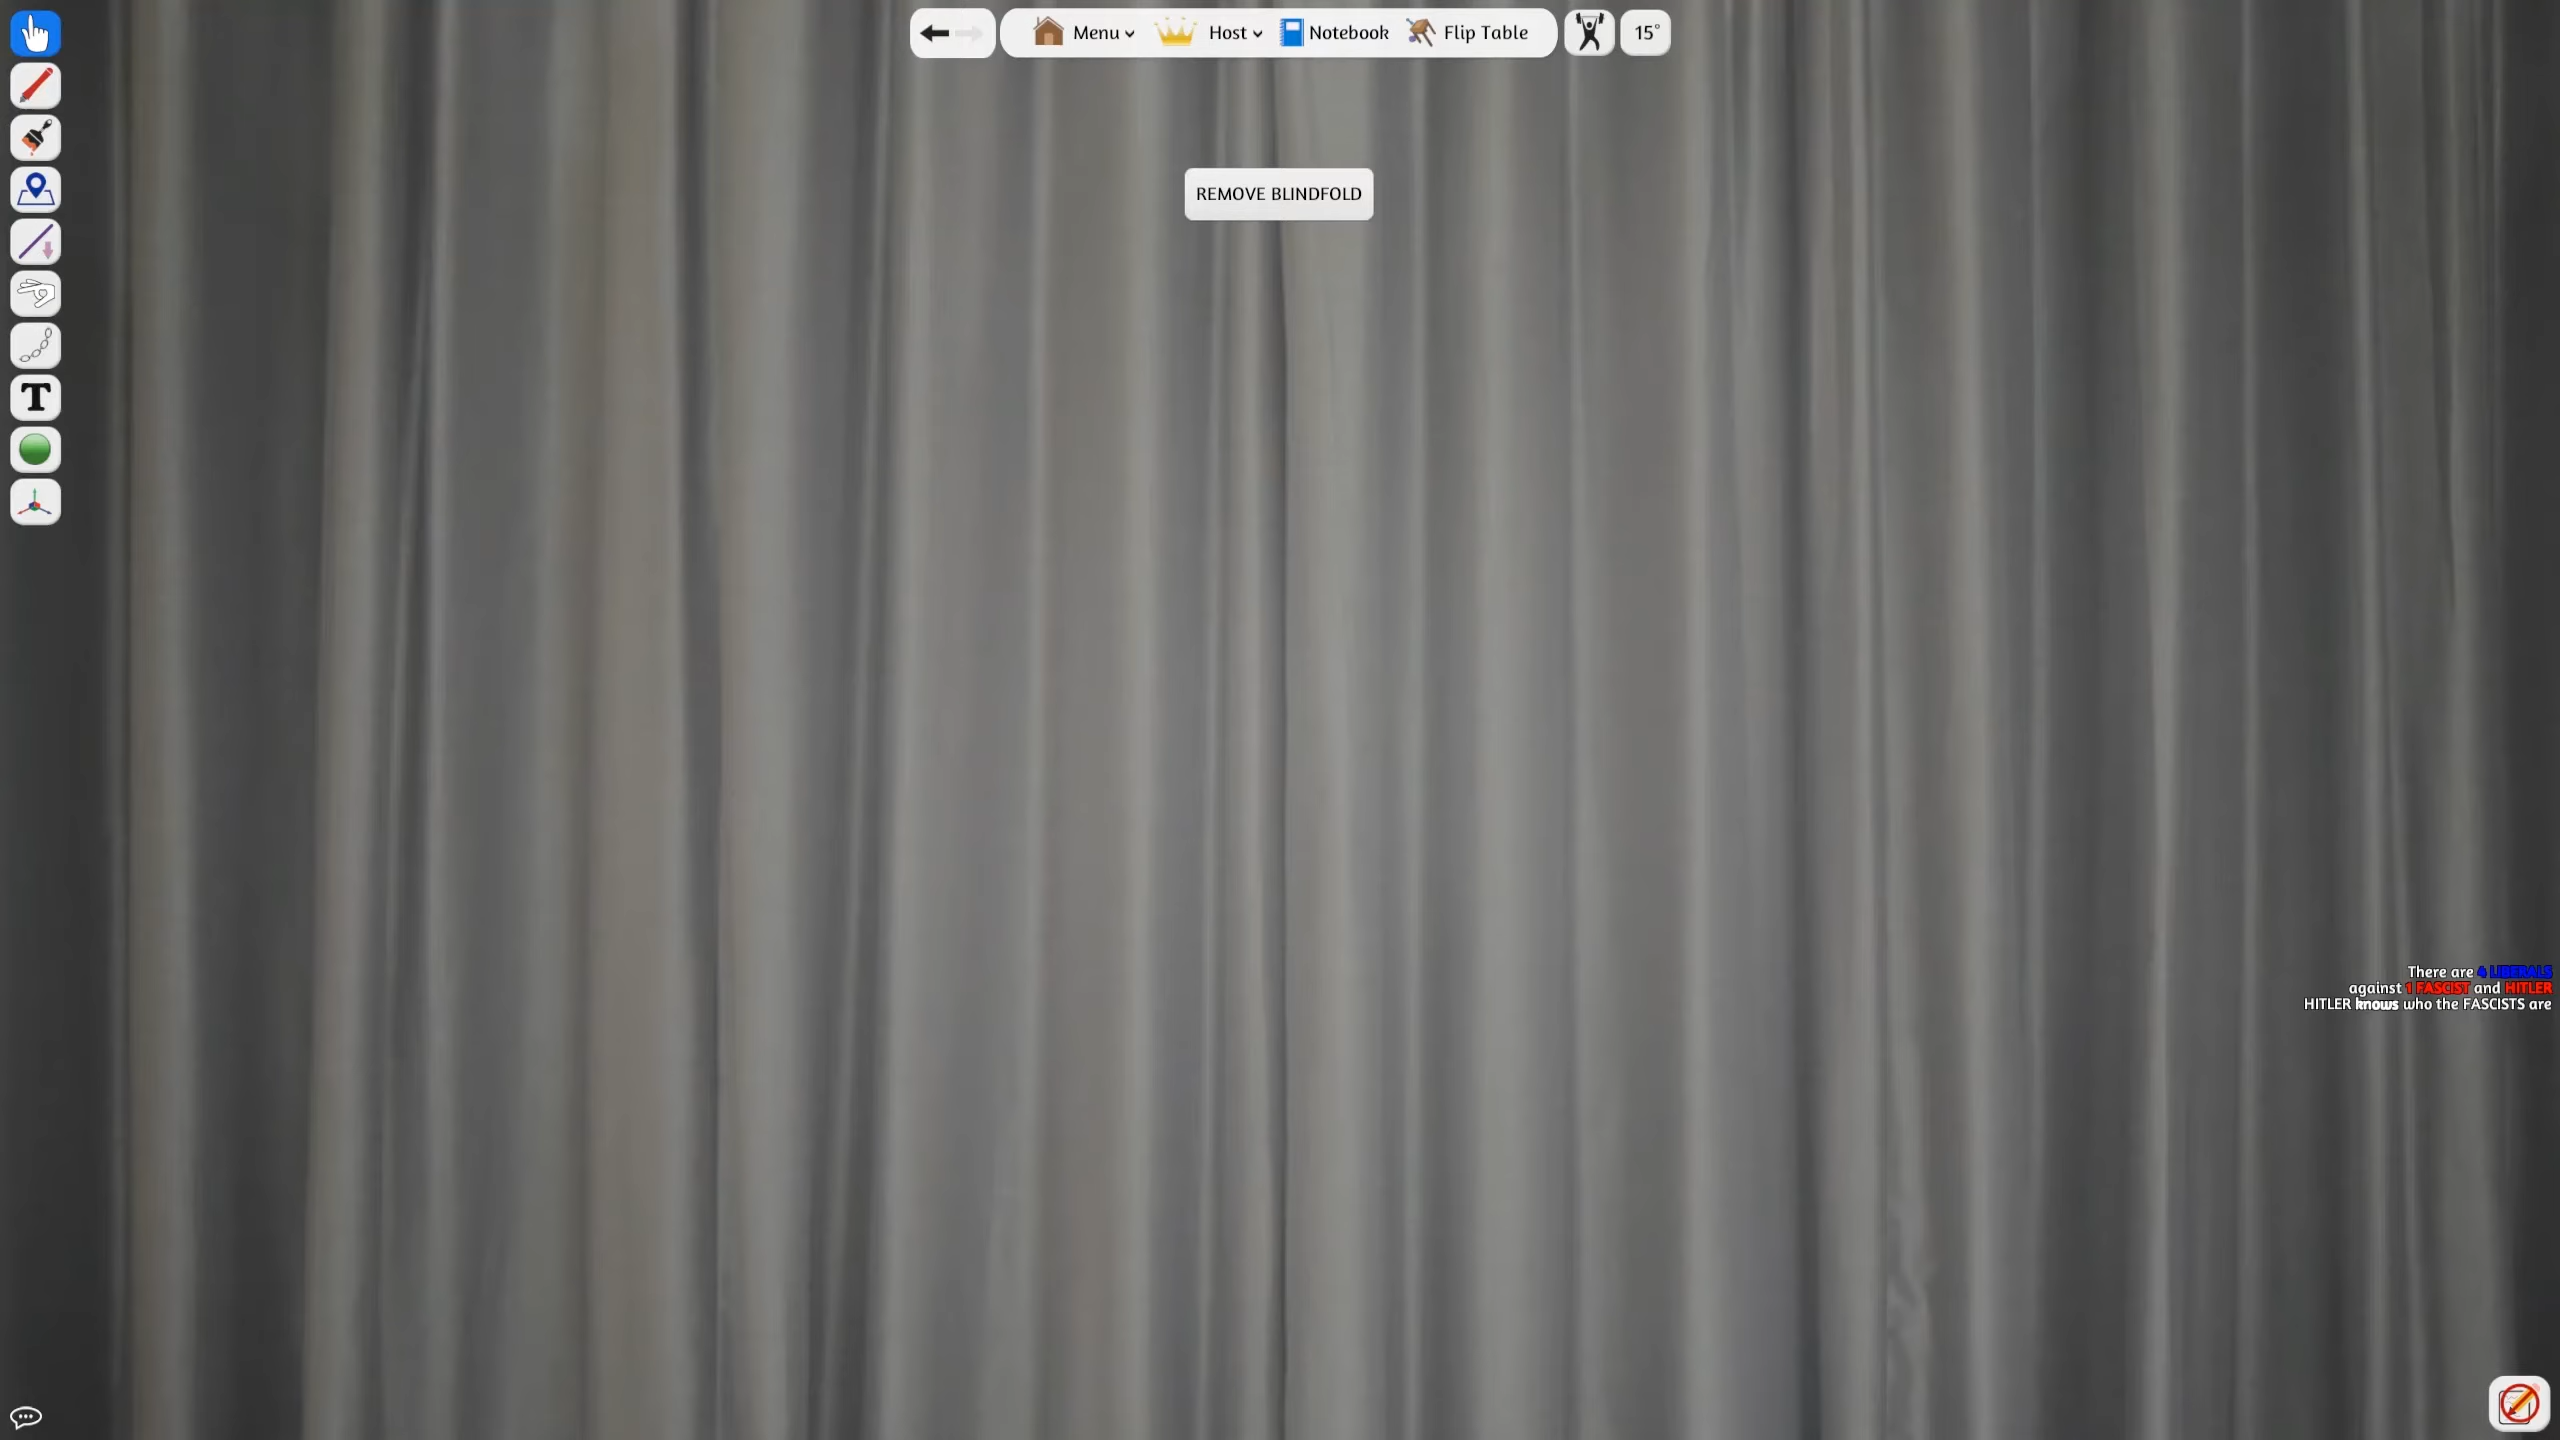 Menu
Host
Notebook
Flip Table
15°
REMOVE BLINDFOLD
T
There are 4 LIBERALS
against 1 FASCIST and HITLER
HITLER knows who the FASCISTS are